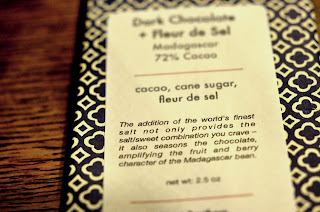 Dark Chocolate
+ Fleur de Sel
Madagascar
72% Cacao
cacao, cane sugar,
fleur de sel
The addition of the world's finest
salt not only provides the
salt/sweet combination you crave –
it also seasons the chocolate,
amplifying the fruit and berry
character of the Madagascar bean.
net wt: 2.5 oz